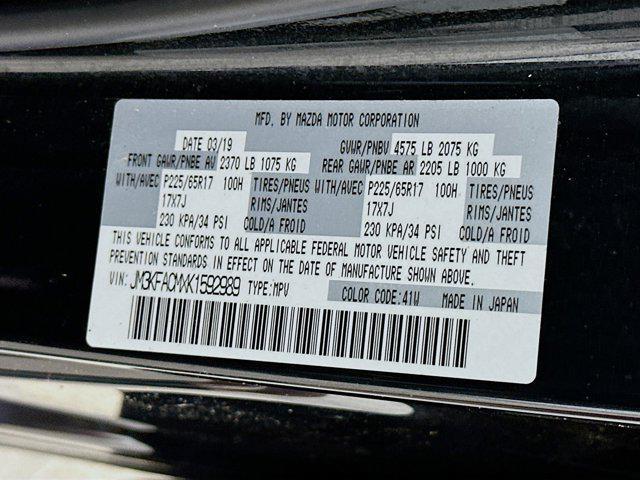 MFD. BY MAZDA MOTOR CORPORATION
DATE 03/19 GVWR/PNBV 4575 LB 2075 KG
FRONT GAWR/PNBE AV 2370 LB 1075 KG REAR GAWR/PNBE AR 2205 LB 1000 KG
WITH/AVEC P225/65R17 100H TIRES/PNEUS WITH/AVEC P225/65R17 100H TIRES/PNEUS
17X7J RIMS/JANTES 17X7J RIMS/JANTES
230 KPA/34 PSI COLD/A FROID 230 KPA/34 PSI COLD/A FROID
THIS VEHICLE CONFORMS TO ALL APPLICABLE FEDERAL MOTOR VEHICLE SAFETY AND THEFT
PREVENTION STANDARDS IN EFFECT ON THE DATE OF MANUFACTURE SHOWN ABOVE.
VIN: JM3KFACMXK1592989 TYPE:MPV COLOR CODE:41W MADE IN JAPAN